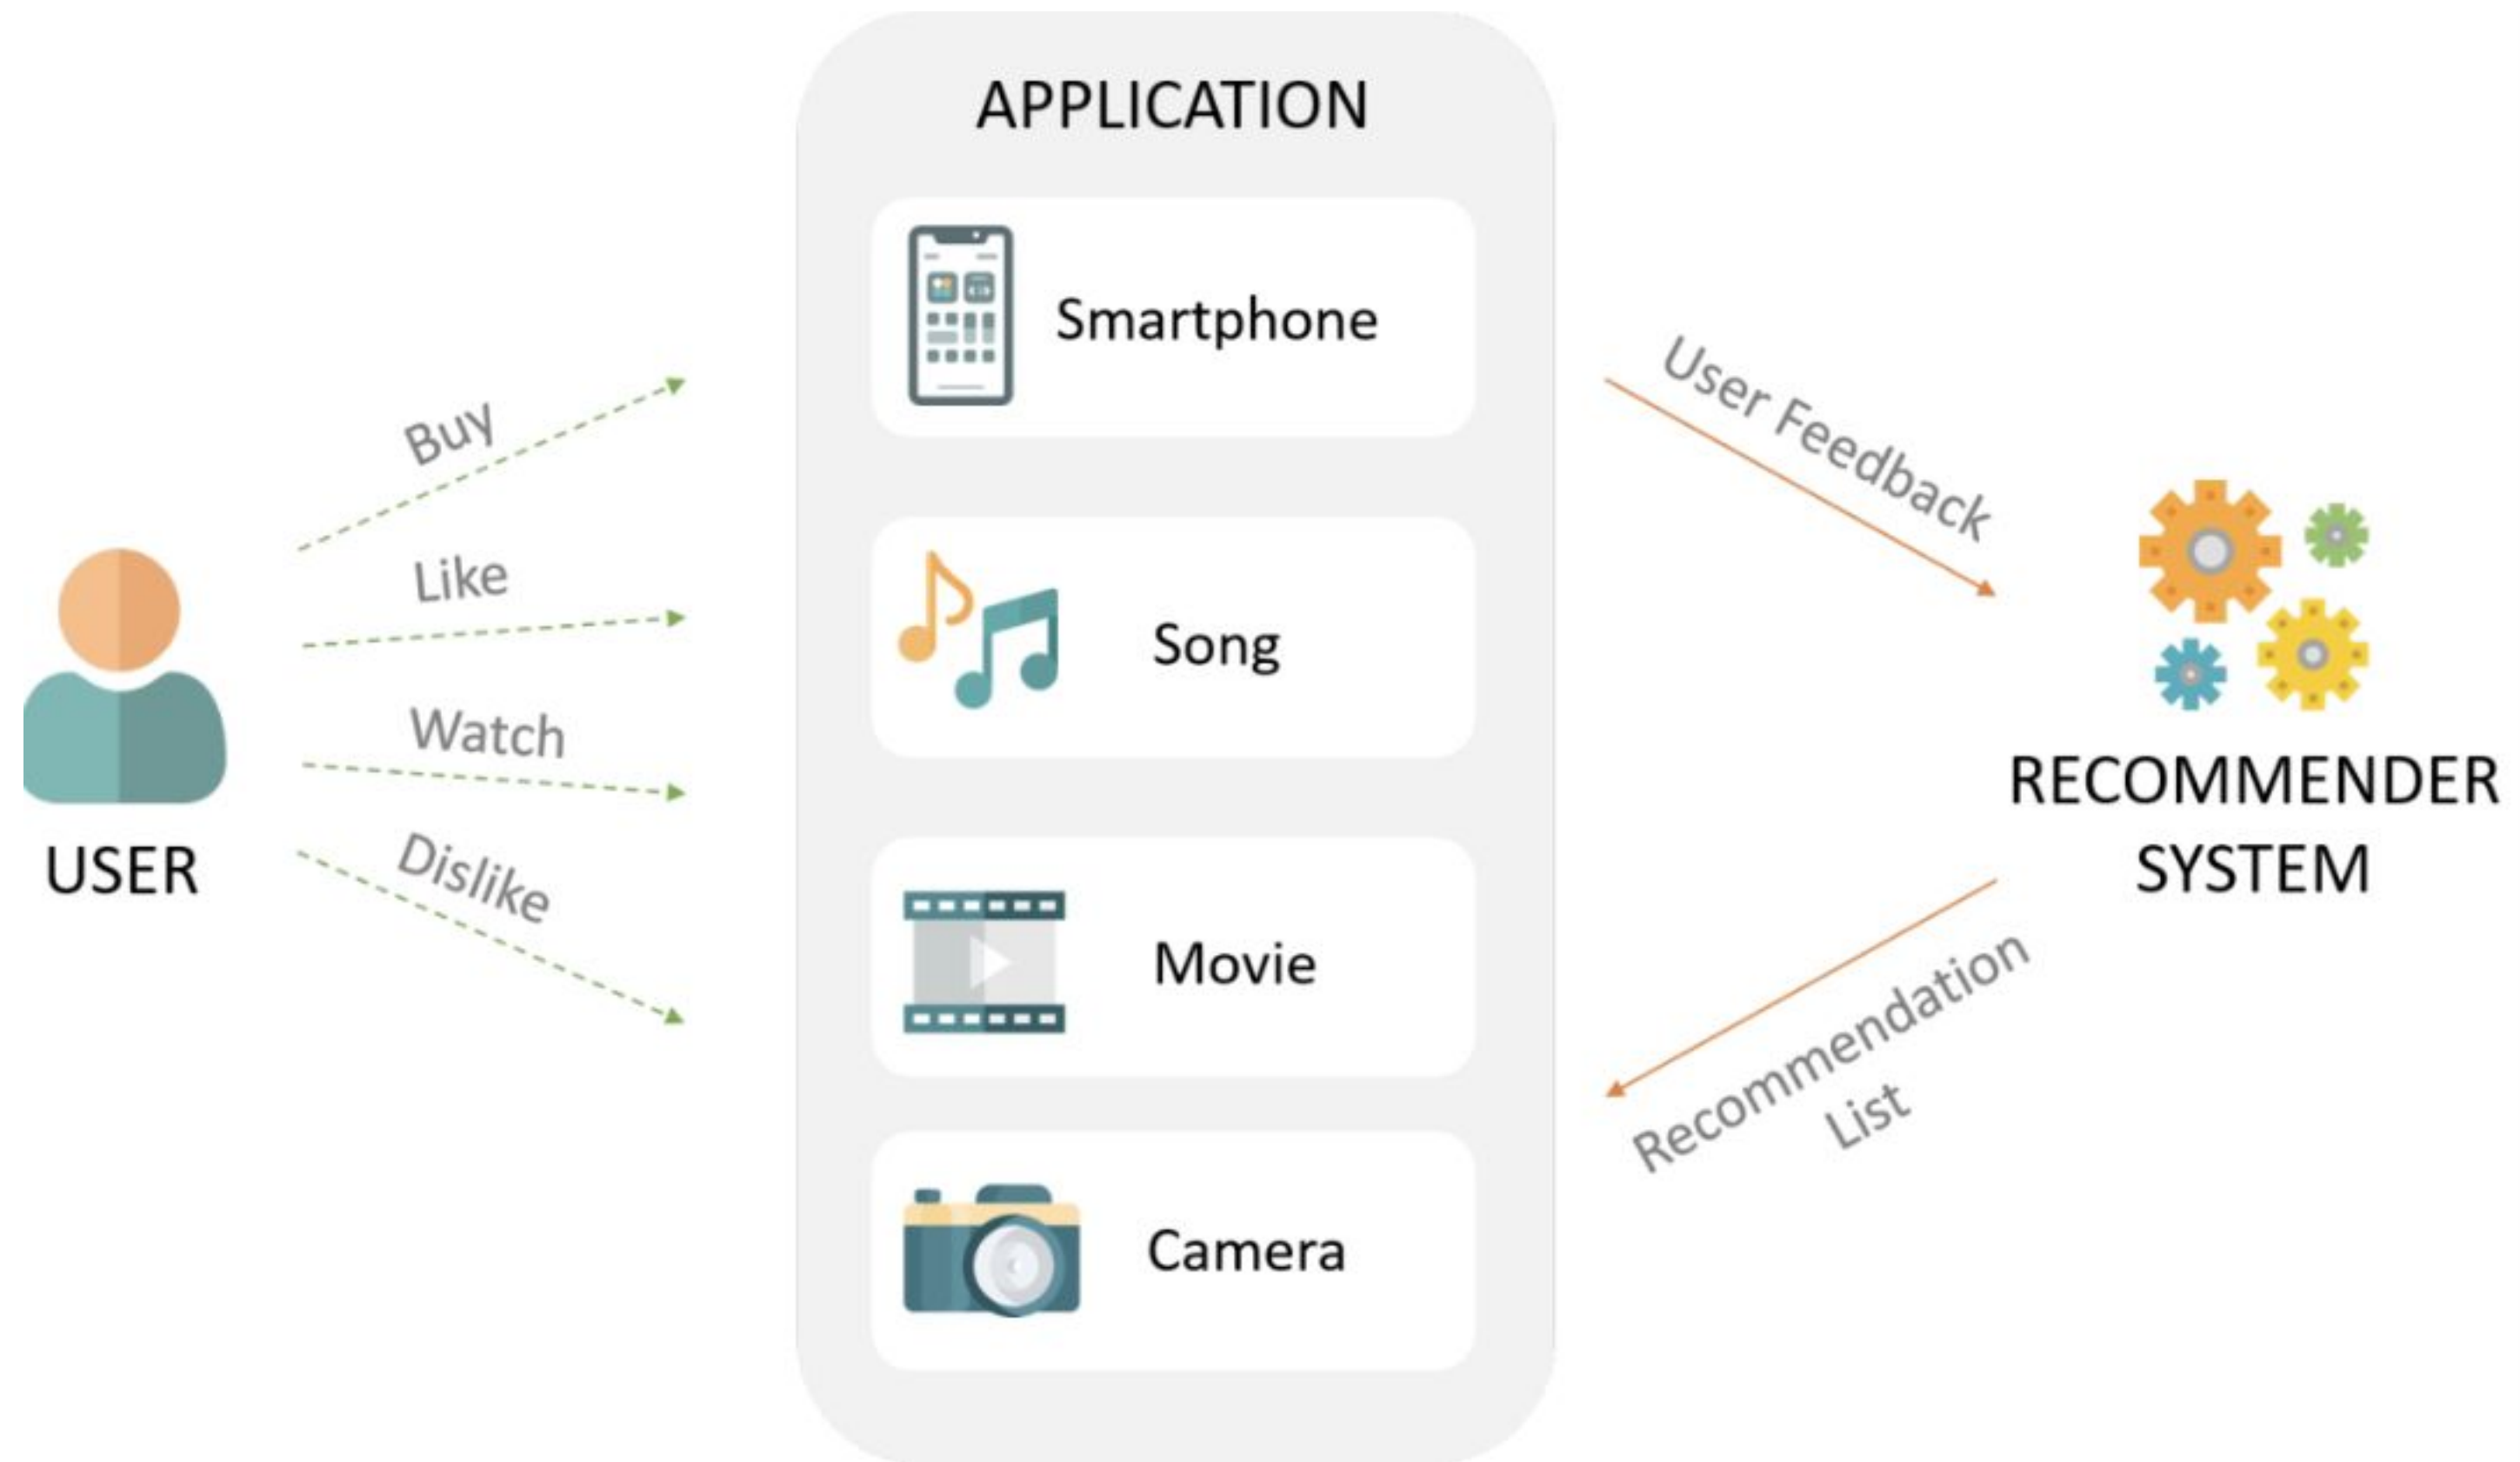 APPLICATION
Smartphone
Buy
User Feedback
Like
Song
Watch
RECOMMENDER
SYSTEM
Dislike
USER
Movie
Recommendation
List
Camera